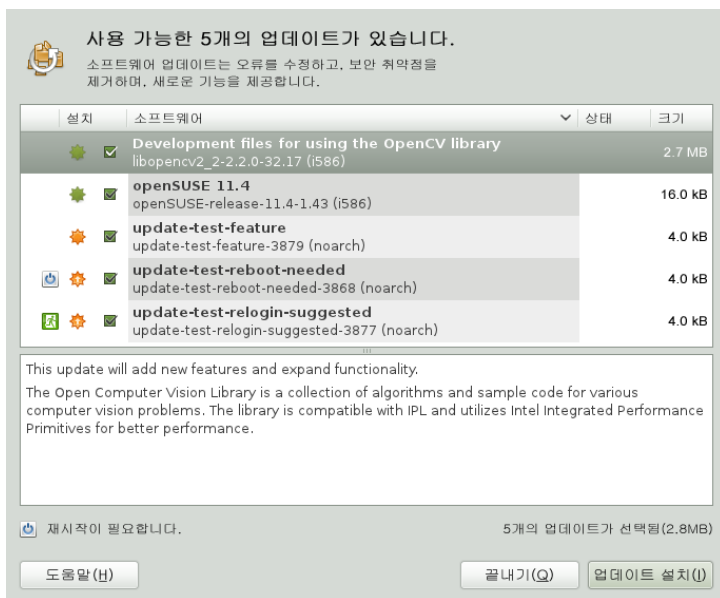 사용 가능한 5개의 업데이트가 있습니다.
소프트웨어 업데이트는 오류를 수정하고, 보안 취약점을
제거하며, 새로운 기능을 제공합니다.
설치 소프트웨어 상태 크기
Development files for using the OpenCV library
libopencv2_2-2.2.0-32.17 (i586) 2.7 MB
openSUSE 11.4
openSUSE-release-11.4-1.43 (i586) 16.0 kB
update-test-feature
update-test-feature-3879 (noarch) 4.0 kB
update-test-reboot-needed
update-test-reboot-needed-3868 (noarch) 4.0 kB
update-test-relogin-suggested
update-test-relogin-suggested-3877 (noarch) 4.0 kB
This update will add new features and expand functionality.
The Open Computer Vision Library is a collection of algorithms and sample code for various
computer vision problems. The library is compatible with IPL and utilizes Intel Integrated Performance
Primitives for better performance.
재시작이 필요합니다. 5개의 업데이트가 선택됨(2.8MB)
도움말(H) 끝내기(Q) 업데이트 설치(I)